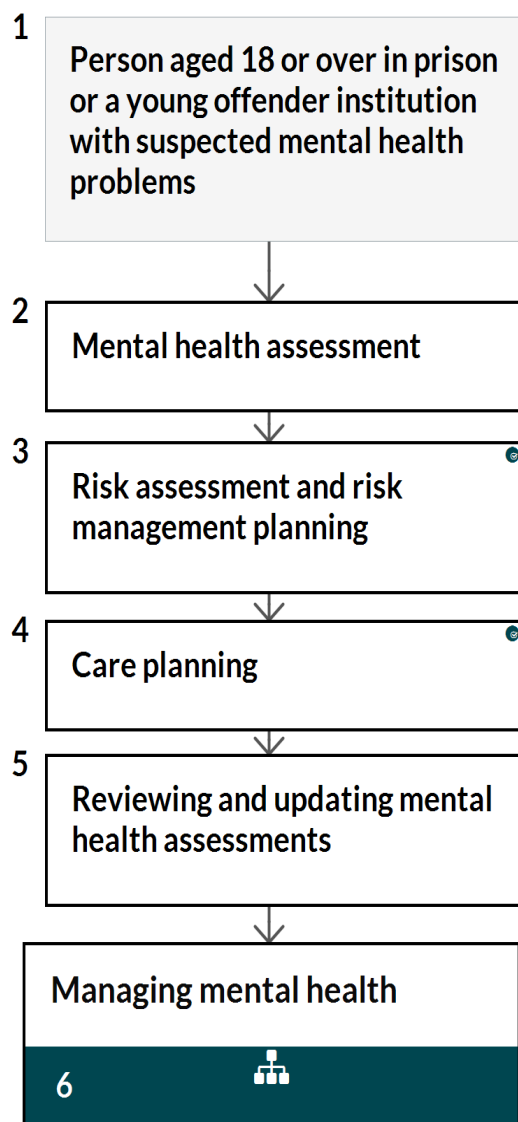 1
Person aged 18 or over in prison
or a young offender institution
with suspected mental health
problems
2
Mental health assessment
3
Risk assessment and risk
management planning
4
Care planning
5
Reviewing and updating mental
health assessments
Managing mental health
6